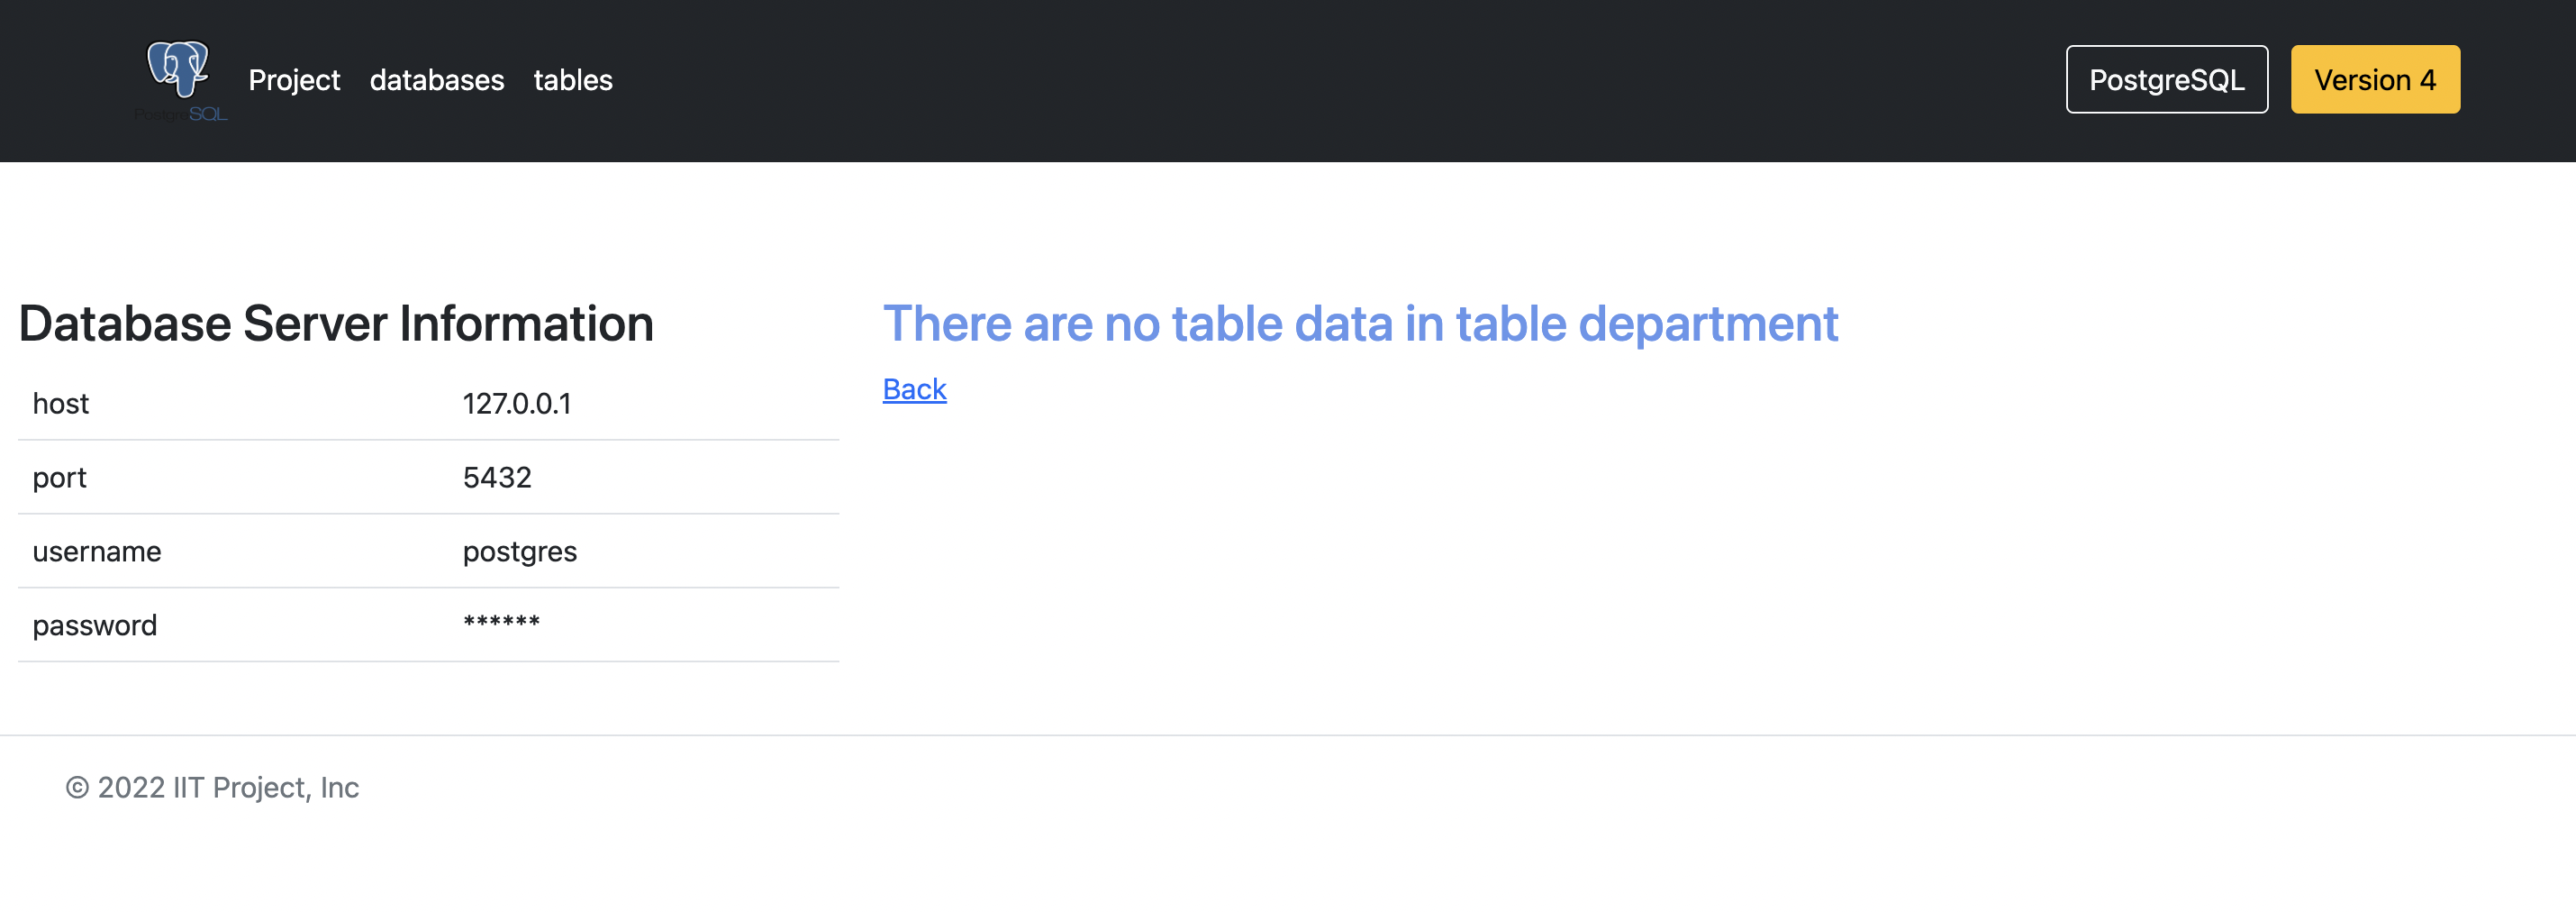 PostgreSQL
Project databases tables
PostgreSQL
Version 4
Database Server Information
host 127.0.0.1
port 5432
username postgres
password ******
There are no table data in table department
Back
© 2022 IIT Project, Inc